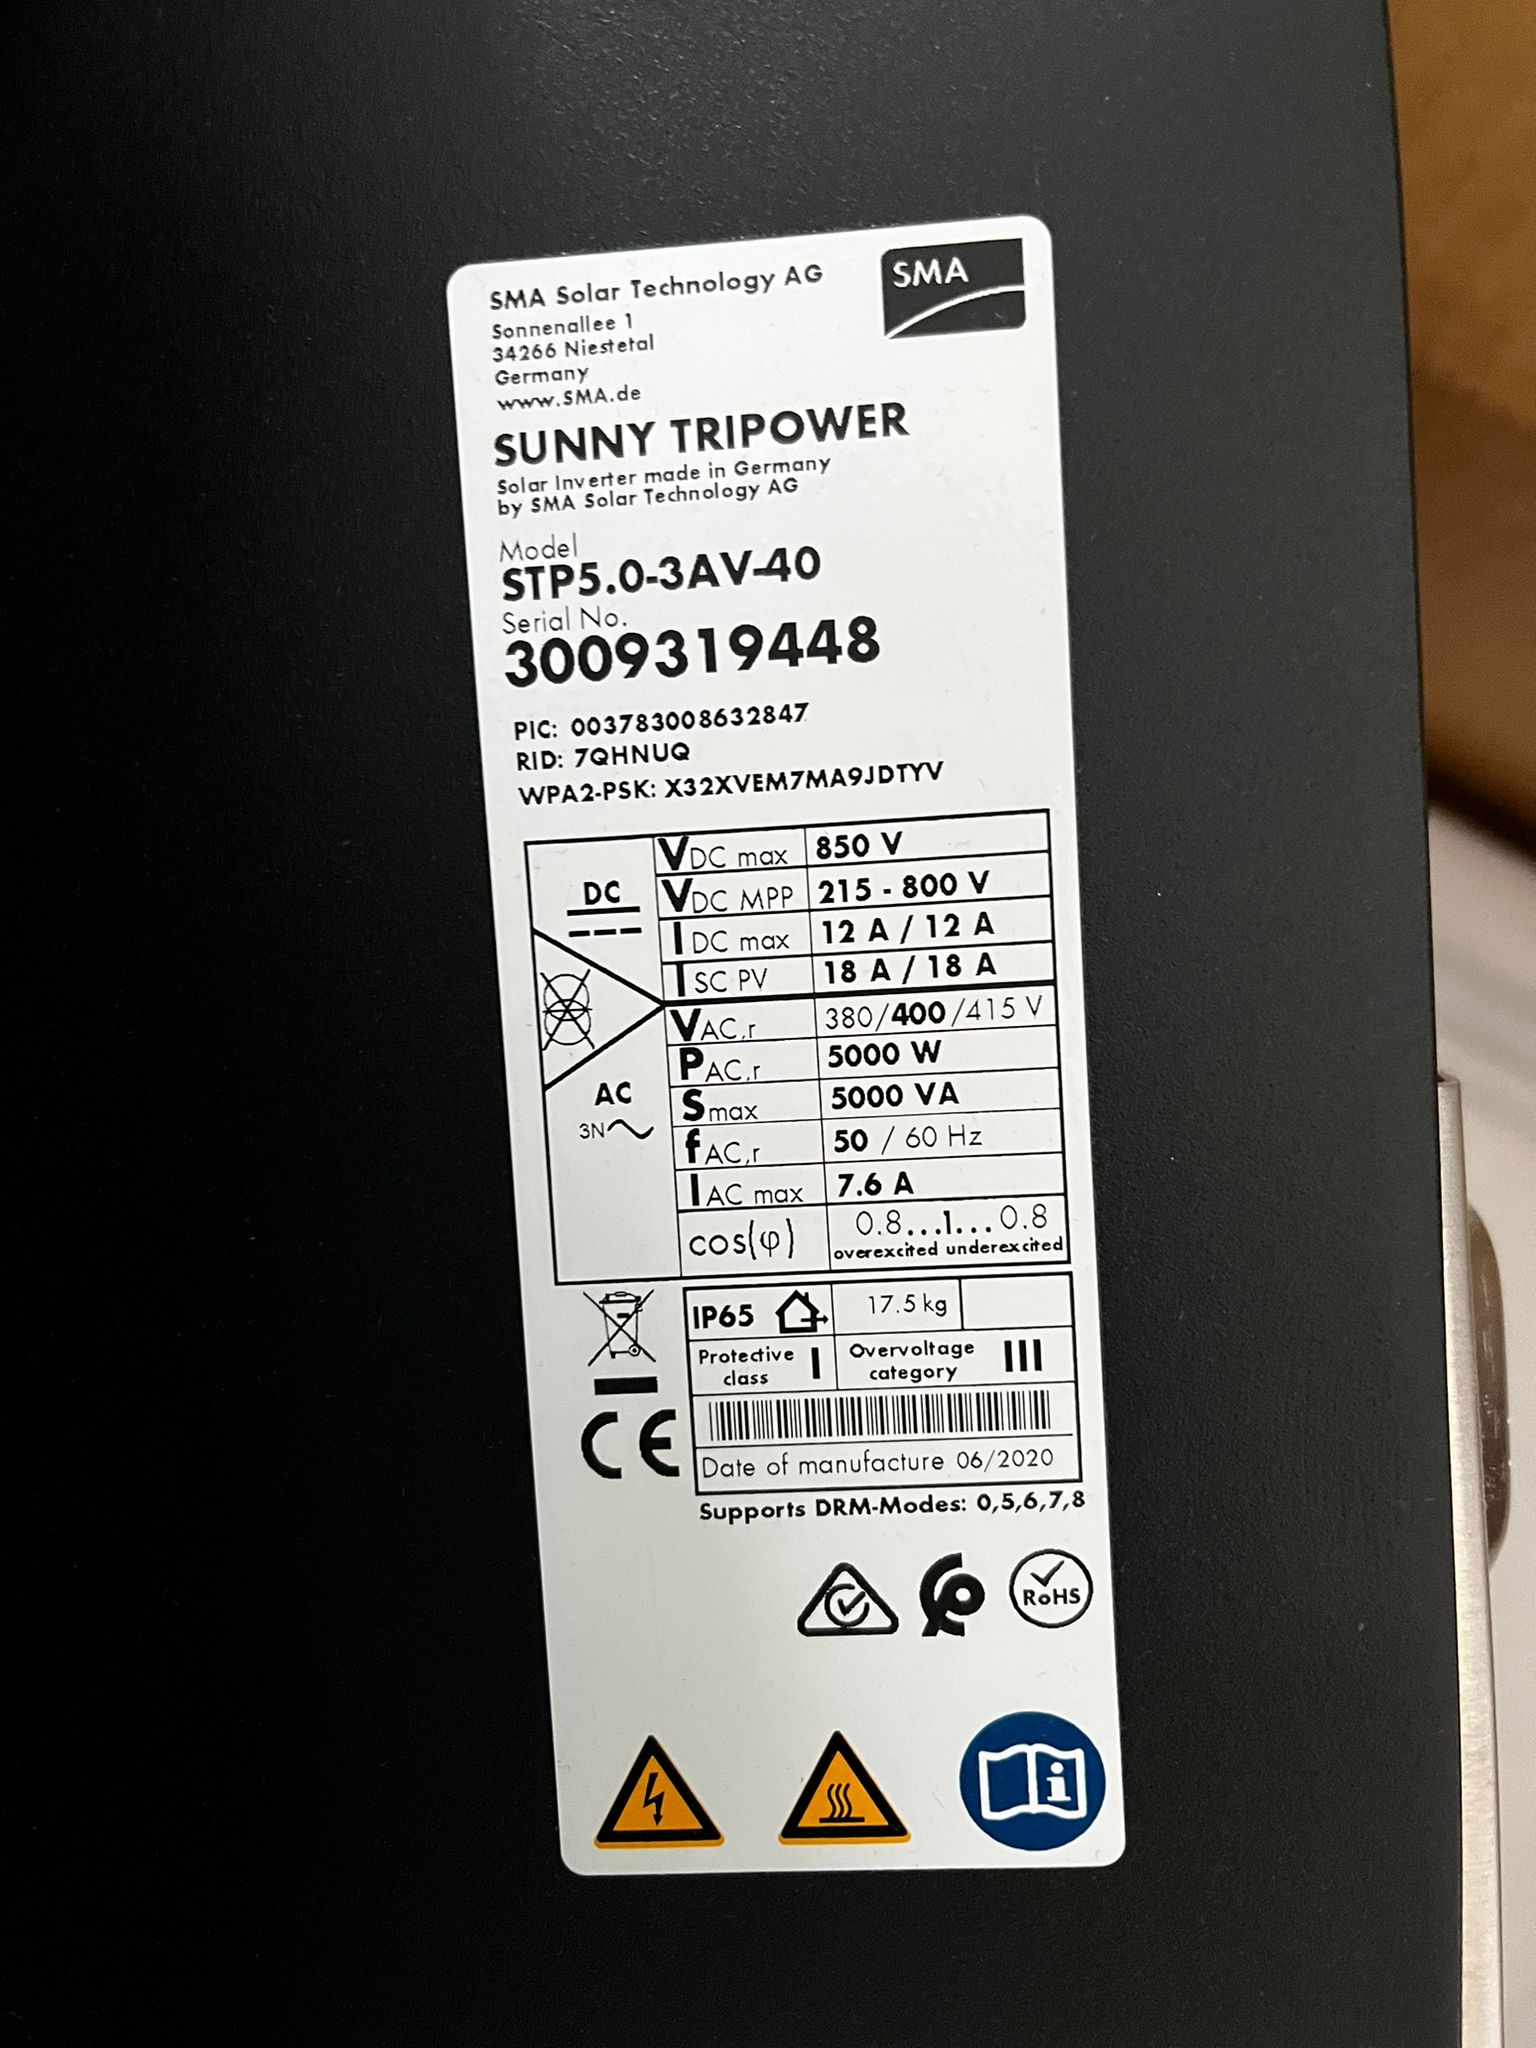 SMA Solar Technology AG
SMA
Sonnenallee 1
34266 Niestetal
Germany
www.SMA.de
SUNNY TRIPOWER
Solar Inverter made in Germany
by SMA Solar Technology AG
Model
STP5.0-3AV-40
Serial No.
3009319448
PIC: 003783008632847
RID: 7QHNUQ
WPA2-PSK: X32XVEM7MA9JDTYV
DC
VDC max 850 V
VDC MPP 215 - 800 V
IDC max 12 A / 12 A
ISC PV 18 A / 18 A
VAC,r 380/400/415 V
PAC,r 5000 W
AC
Smax 5000 VA
3N
fAC,r 50 / 60 Hz
IAC max 7.6 A
cos(φ) 0.8...1...0.8
overexcited underexcited
IP65 17.5 kg
Protective class I
Overvoltage category III
CE
Date of manufacture 06/2020
Supports DRM-Modes: 0,5,6,7,8
RoHS
i